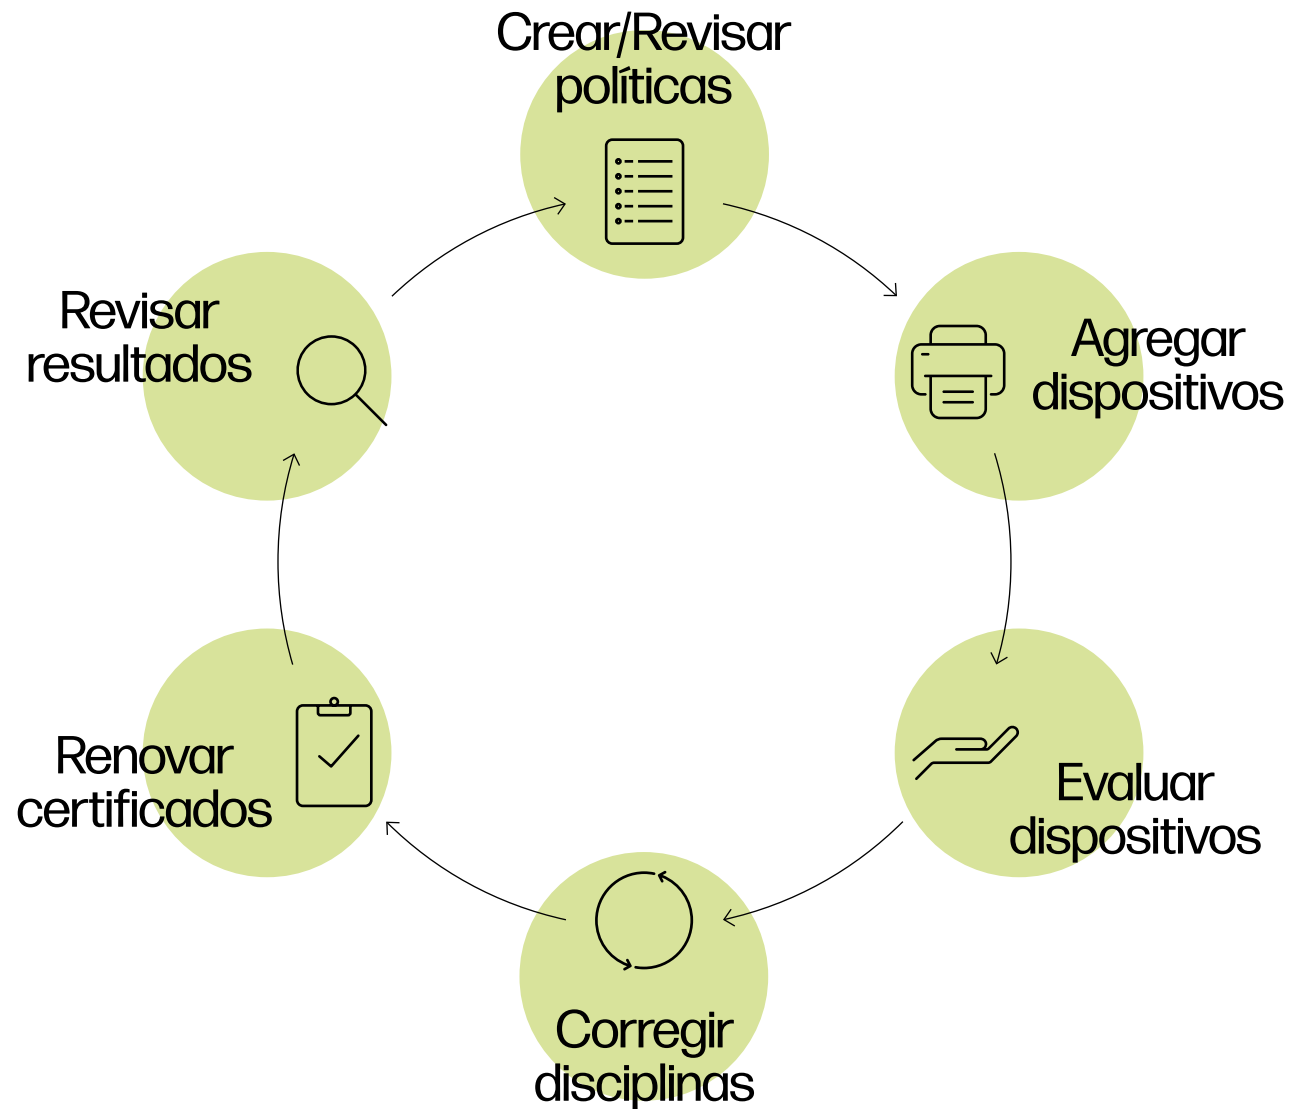 Crear/Revisar
políticas
Agregar
dispositivos
Evaluar
dispositivos
Corregir
disciplinas
Renovar
certificados
Revisar
resultados